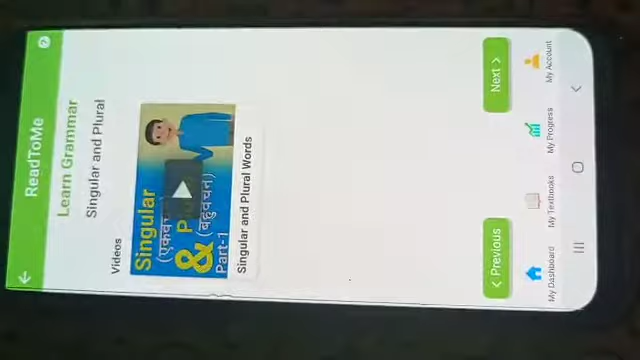 ReadToMe
Learn Grammar
Singular and Plural
Videos
Singular
&
(बहुवचन)
Part-1
Singular and Plural Words
< Previous
Next >
My Dashboard
My Textbooks
My Progress
My Account